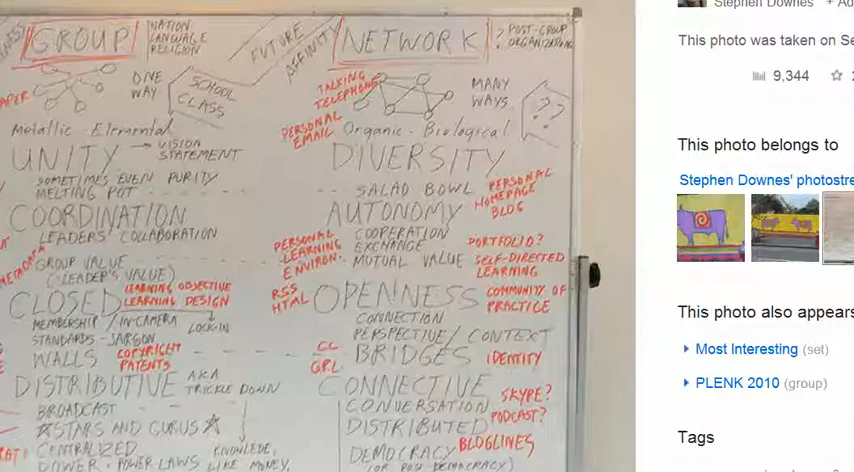 GROUP
NATION
LANGUAGE
RELIGION
FUTURE
AFFINITY
NETWORK
? POST-GROUP
ORGANIZATIONS
ONE
WAY
SCHOOL
CLASS
TALKING
TELEPHONE
MANY
WAYS
??
Metallic - Elemental
PERSONAL
EMAIL
Organic - Biological
UNITY → VISION
STATEMENT
DIVERSITY
SOMETIMES EVEN PURITY
MELTING POT
SALAD BOWL
PERSONAL
HOMEPAGE
BLOG
COORDINATION
LEADERS' COLLABORATION
AUTONOMY
COOPERATION
EXCHANGE
MUTUAL VALUE
PERSONAL
LEARNING
ENVIRON.
PORTFOLIO?
SELF-DIRECTED
LEARNING
METADATA
GROUP VALUE
(LEADER'S VALUE)
CLOSED
LEARNING OBJECTIVE
LEARNING DESIGN
RSS
HTML
OPENNESS
COMMUNITY OF
PRACTICE
MEMBERSHIP / IN-CAMERA
STANDARDS - JARGON
LOCK-IN
CONNECTION
PERSPECTIVE / CONTEXT
WALLS
COPYRIGHT
PATENTS
CC
GPL
BRIDGES
IDENTITY
DISTRIBUTIVE AKA
TRICKLE DOWN
CONNECTIVE
SKYPE?
BROADCAST
STARS AND GURUS
CENTRALIZED
POWER - POWER LAWS
KNOWLEDGE,
LIKE MONEY,
CONVERSATION
DISTRIBUTED
PODCAST?
DEMOCRACY
BLOGLINES
(OR POST-DEMOCRACY)
Stephen Downes
+ Ad
This photo was taken on Se
9,344
This photo belongs to
Stephen Downes' photostre
This photo also appears
Most Interesting (set)
PLENK 2010 (group)
Tags